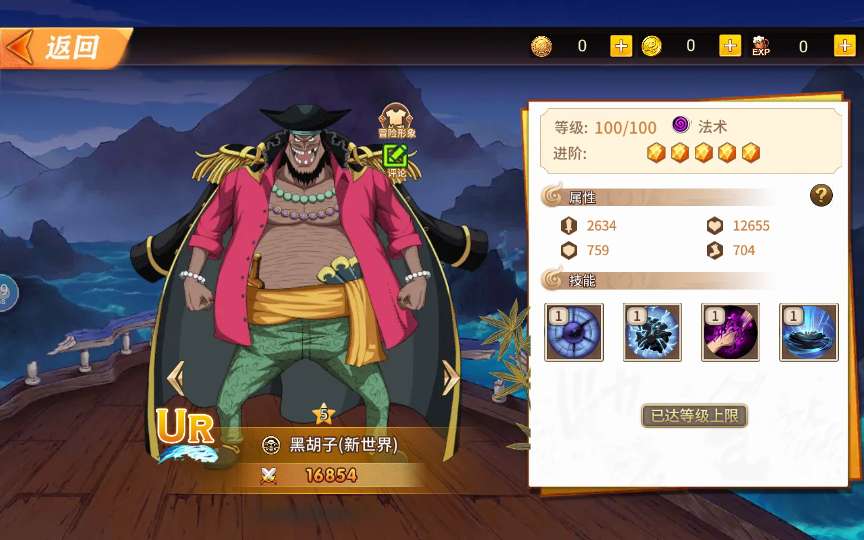 返回
0
0
EXP
0
冒险形象
评论
等级: 100/100 法术
进阶:
属性
?
2634
12655
759
704
技能
1
1
1
1
已达等级上限
UR
5
黑胡子(新世界)
16854